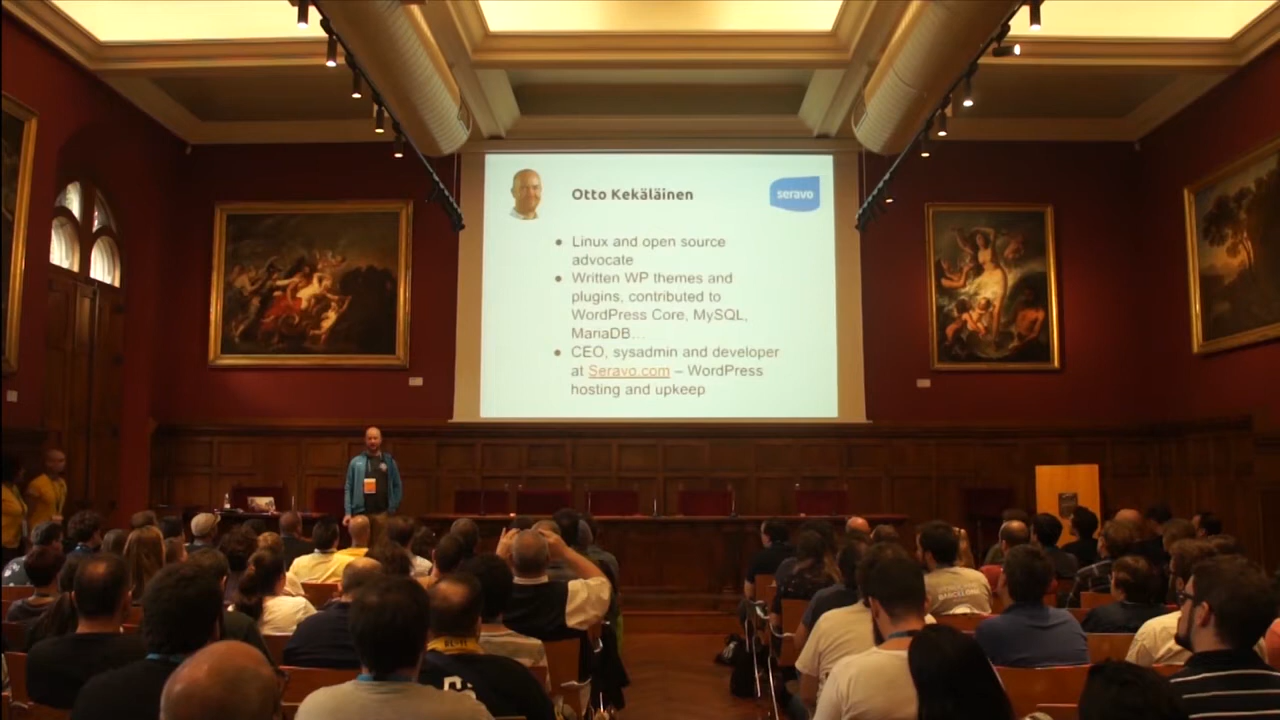 Otto Kekäläinen
seravo
● Linux and open source
advocate
● Written WP themes and
plugins, contributed to
WordPress Core, MySQL,
MariaDB...
● CEO, sysadmin and developer
at Seravo.com – WordPress
hosting and upkeep
BARCELONA